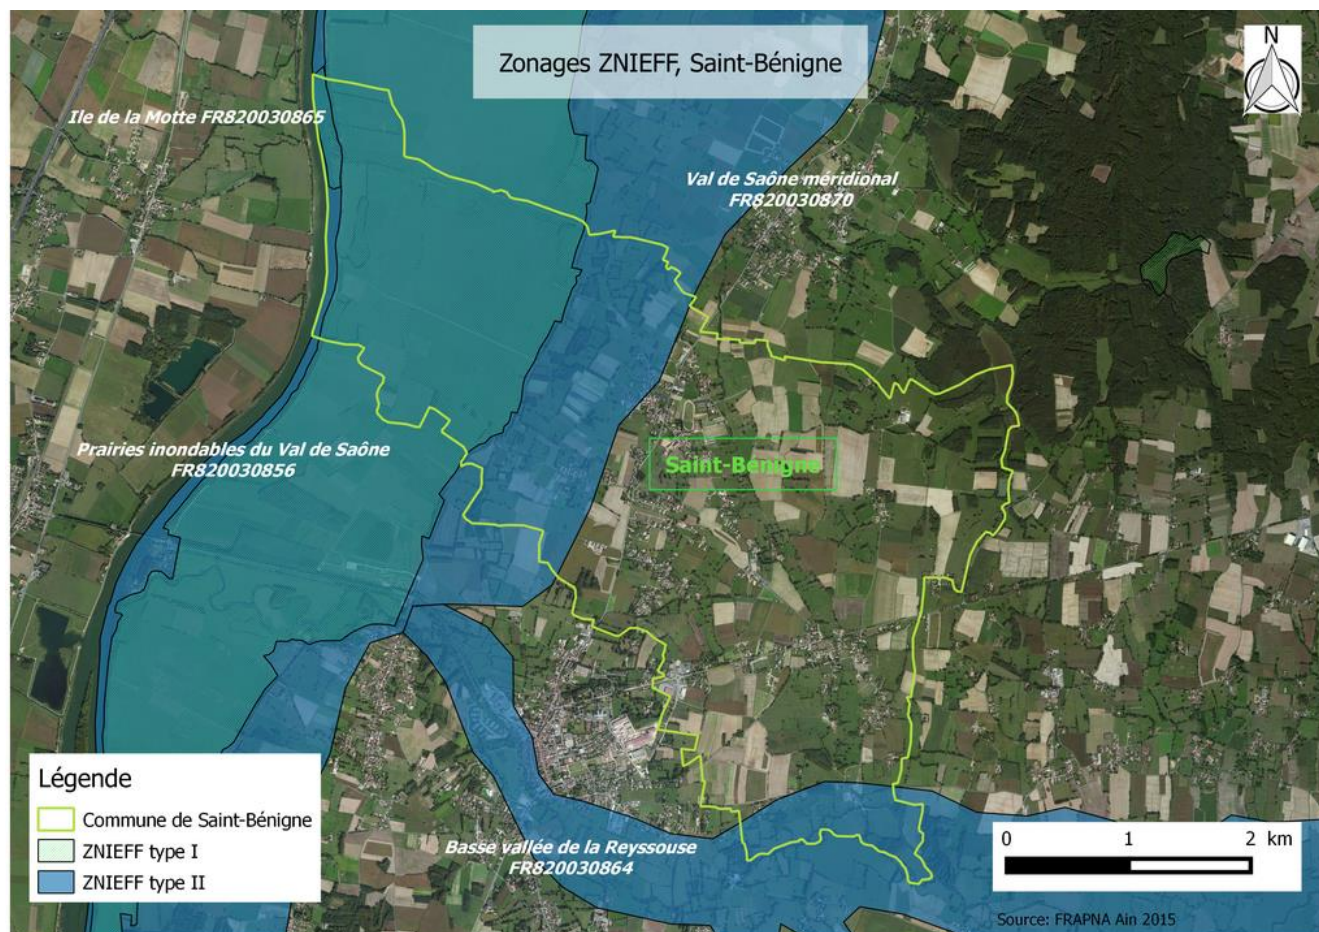 Zonages ZNIEFF, Saint-Bénigne
N
Ile de la Motte FR820030865
Val de Saône méridional
FR820030870
Prairies inondables du Val de Saône
FR820030856
Saint-Bénigne
Légende
Commune de Saint-Bénigne
ZNIEFF type I
ZNIEFF type II
Basse vallée de la Reyssouse
FR820030864
0 1 2 km
Source: FRAPNA Ain 2015